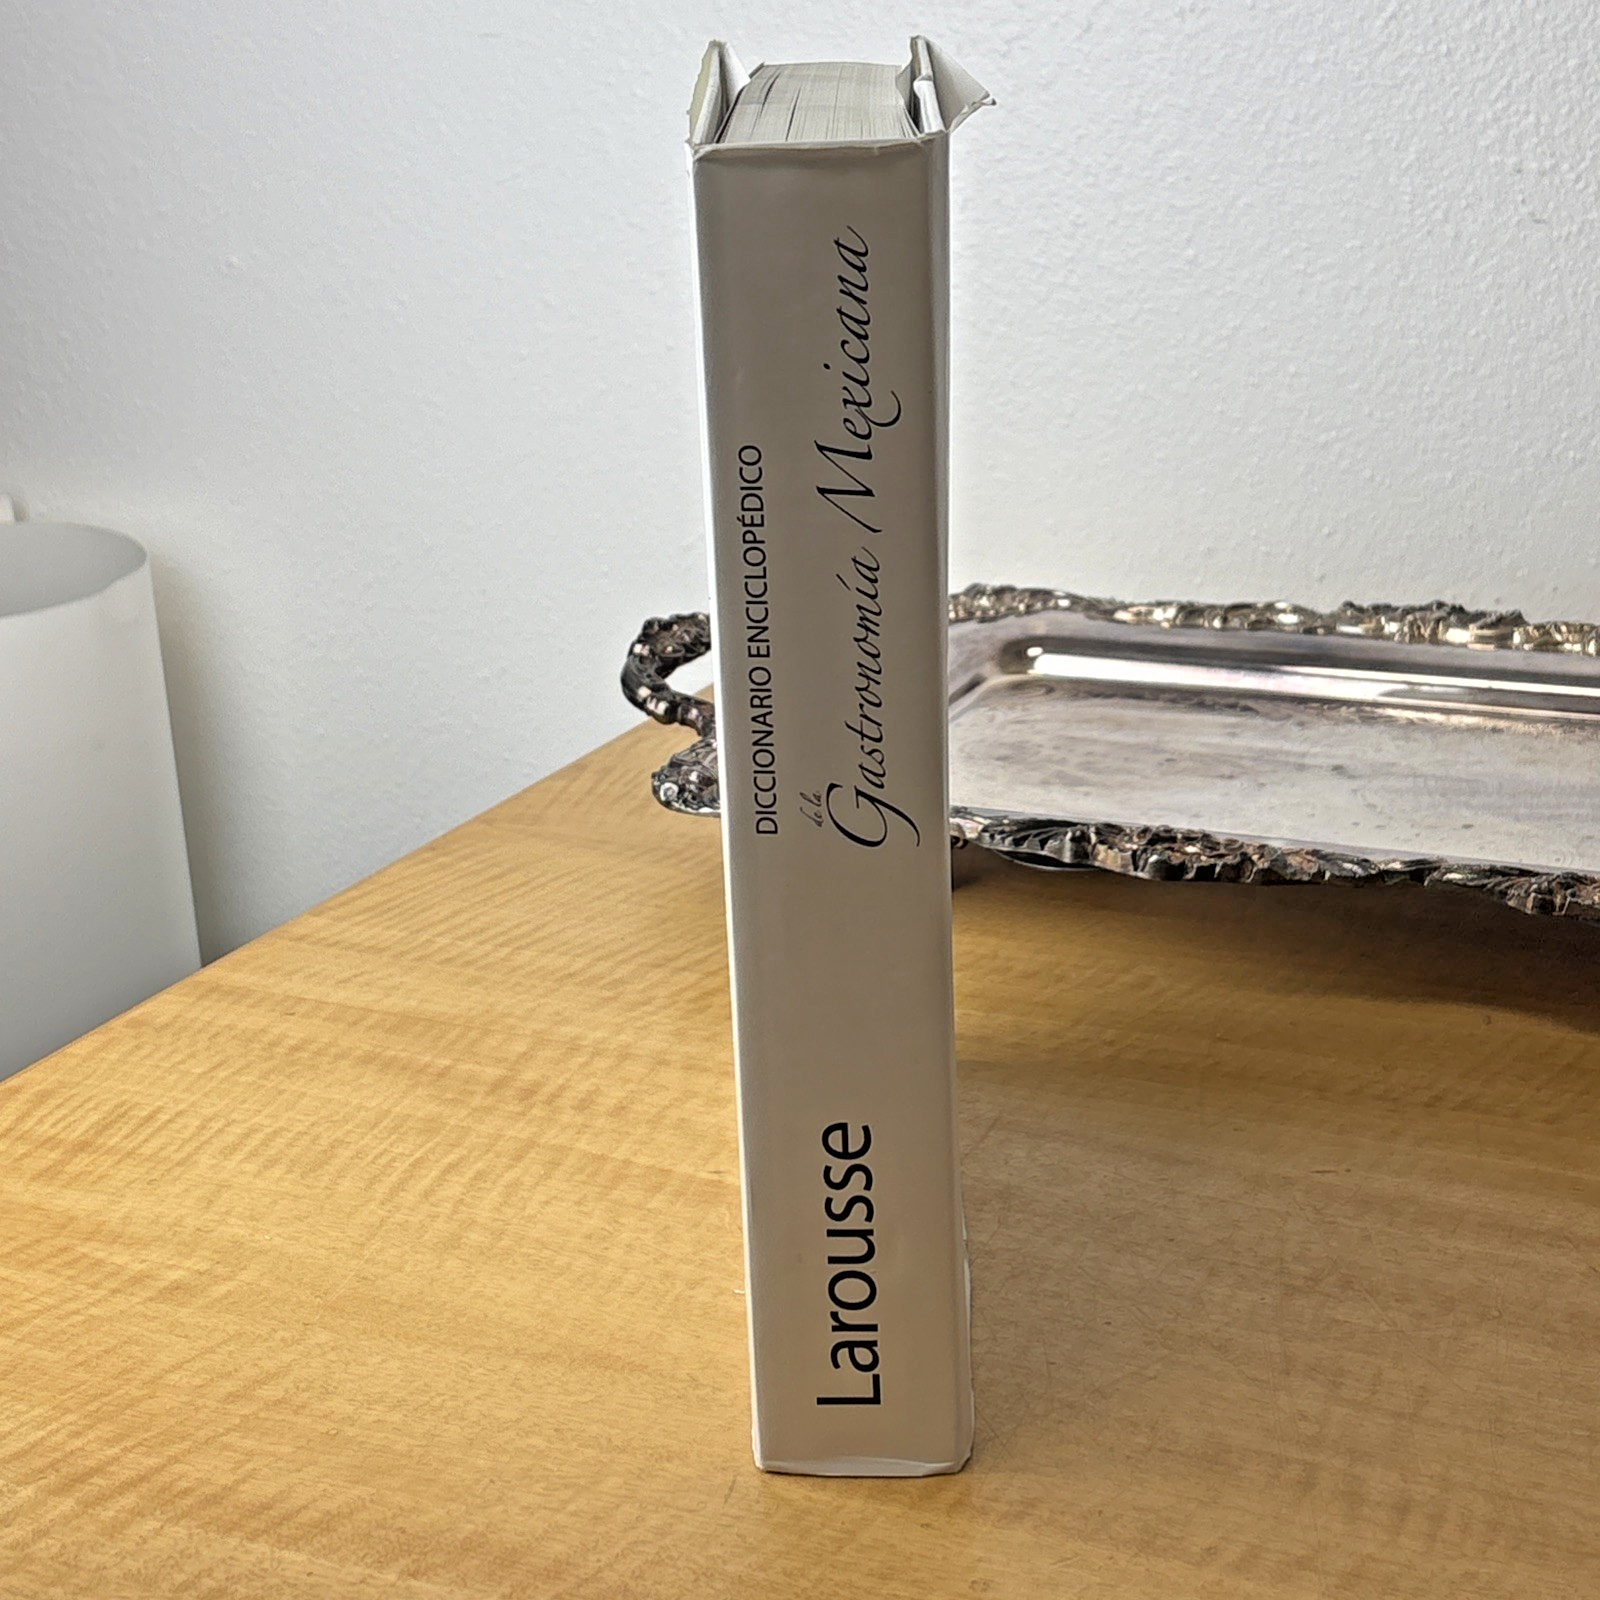 DICCIONARIO ENCICLOPÉDICO
de la
Gastronomía Mexicana
Larousse